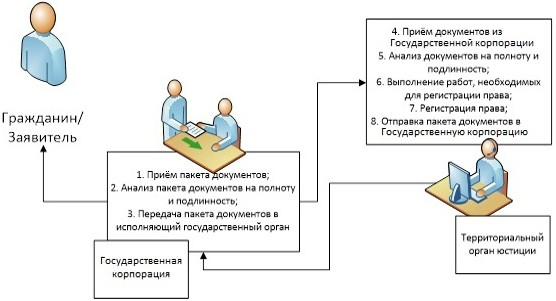 Гражданин/
Заявитель
1. Приём пакета документов;
2. Анализ пакета документов на полноту
и подлинность;
3. Передача пакета документов в
исполняющий государственный орган
Государственная
корпорация
4. Приём документов из
Государственной корпорации
5. Анализ документов на полноту и
подлинность;
6. Выполнение работ, необходимых
для регистрации права;
7. Регистрация права;
8. Отправка пакета документов в
Государственную корпорацию
Территориальный
орган юстиции